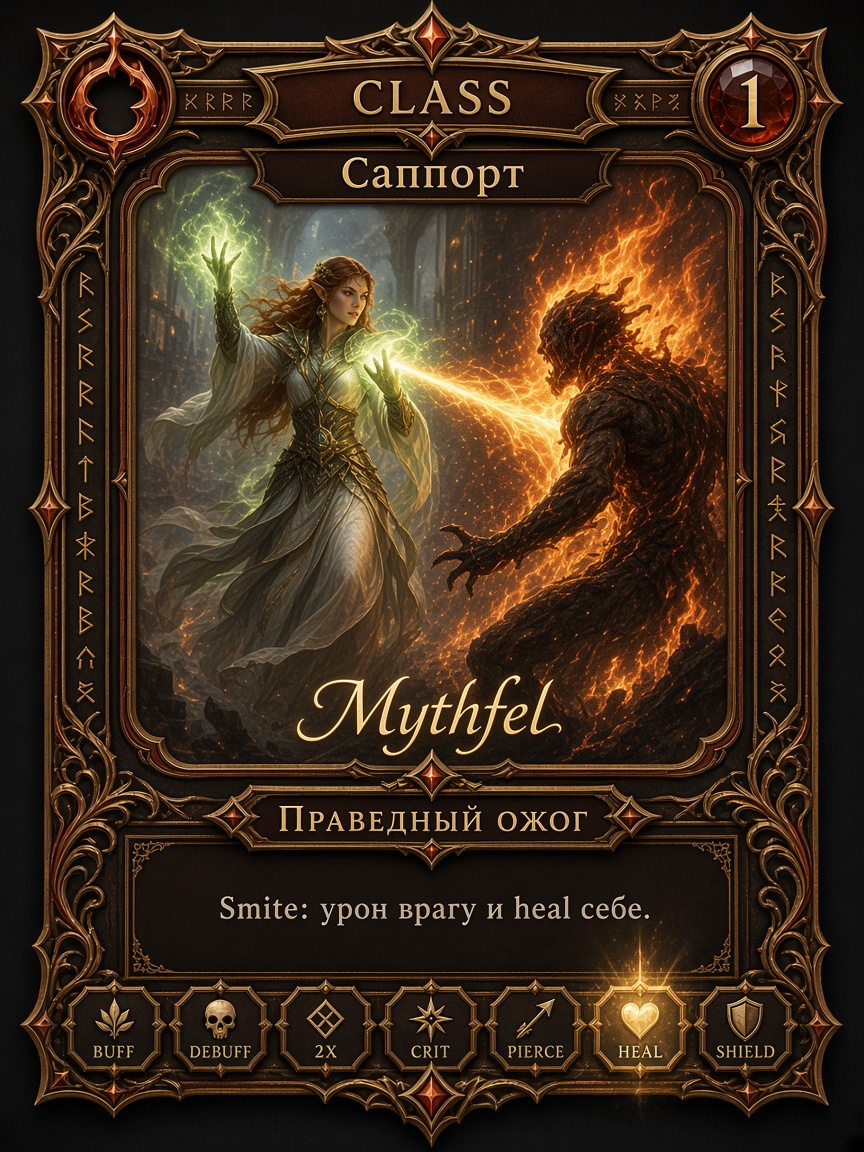 CLASS
1
Саппорт
Mythfel
Праведный ожог
Smite: урон врагу и heal себе.
BUFF
DEBUFF
2X
CRIT
PIERCE
HEAL
SHIELD